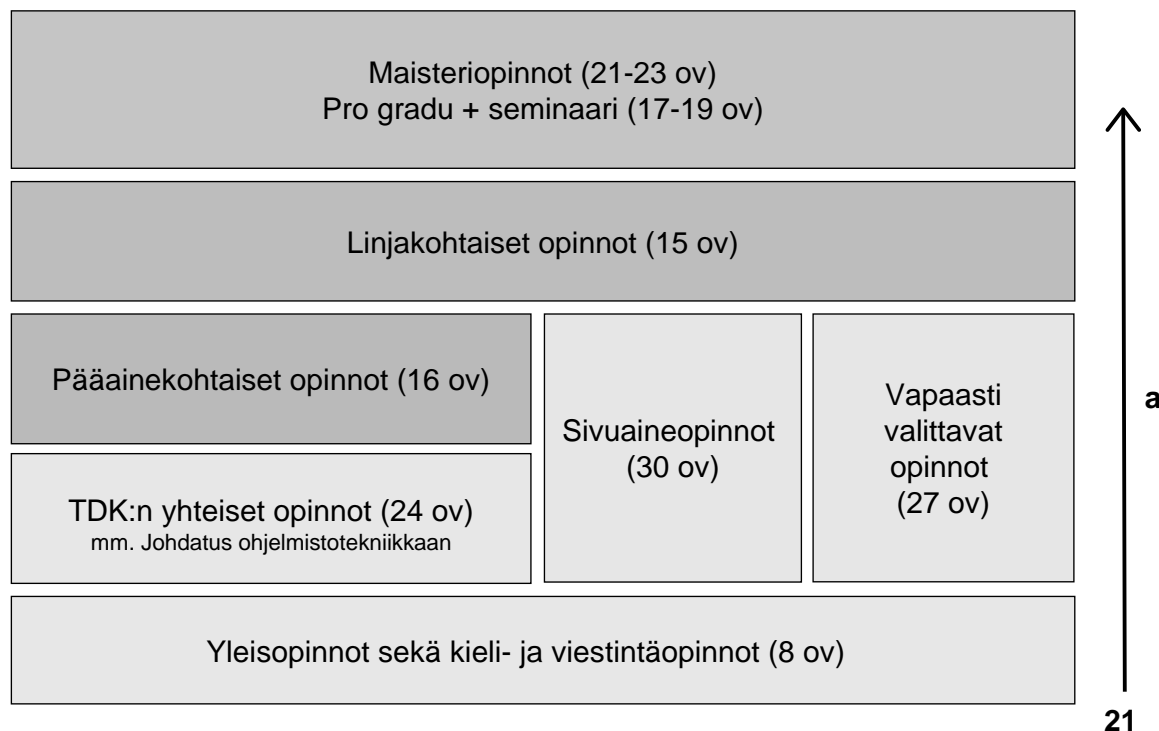 Maisteriopinnot (21-23 ov)
Pro gradu + seminaari (17-19 ov)
Linjakohtaiset opinnot (15 ov)
Pääainekohtaiset opinnot (16 ov)
TDK:n yhteiset opinnot (24 ov)
mm. Johdatus ohjelmistotekniikkaan
Sivuaineopinnot
(30 ov)
Vapaasti
valittavat
opinnot
(27 ov)
a
Yleisopinnot sekä kieli- ja viestintäopinnot (8 ov)
21